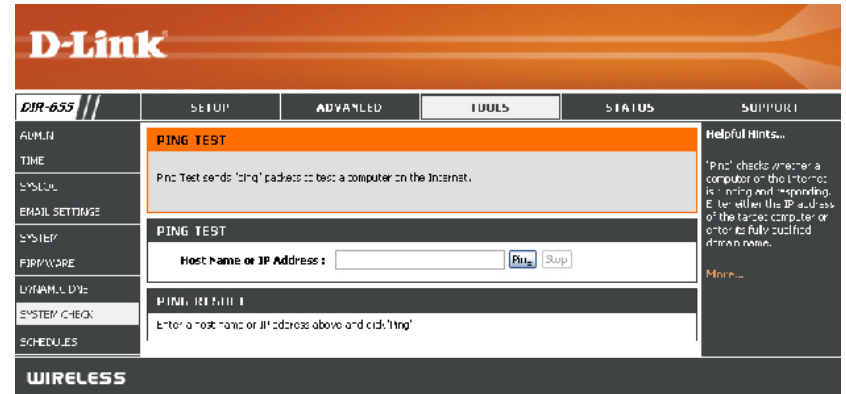 D-Link
DIR-655
SETUP
ADVANCED
TOOLS
STATUS
SUPPORT
ADMIN
TIME
SYSLOG
EMAIL SETTINGS
SYSTEM
FIRMWARE
DYNAMIC DNS
SYSTEM CHECK
SCHEDULES
PING TEST
Ping Test sends "ping" packets to test a computer on the Internet.
PING TEST
Host Name or IP Address :
Ping
Stop
PING RESULT
Enter a host name or IP address above and click 'Ping'
Helpful Hints...
"Ping" checks whether a
computer on the Internet
is running and responding.
Enter either the IP address
of the target computer or
enter its fully qualified
domain name.
More...
WIRELESS